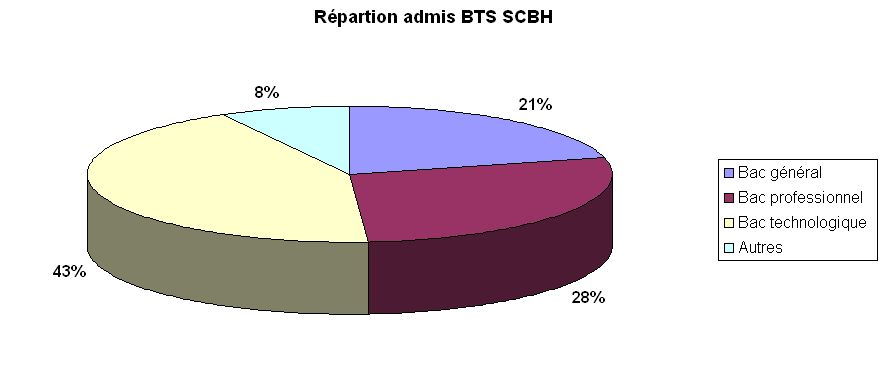 Répartion admis BTS SCBH
8%
21%
43%
28%
Bac général
Bac professionnel
Bac technologique
Autres